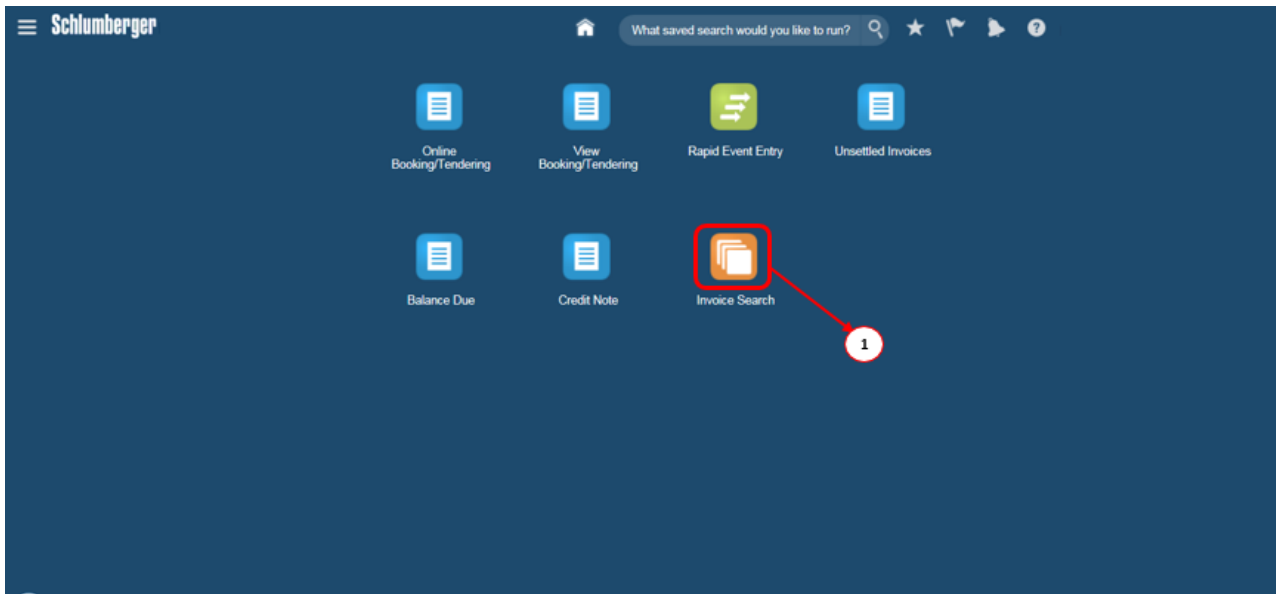 Schlumberger
What saved search would you like to run?
Online
Booking/Tendering
View
Booking/Tendering
Rapid Event Entry
Unsettled Invoices
Balance Due
Credit Note
Invoice Search
1